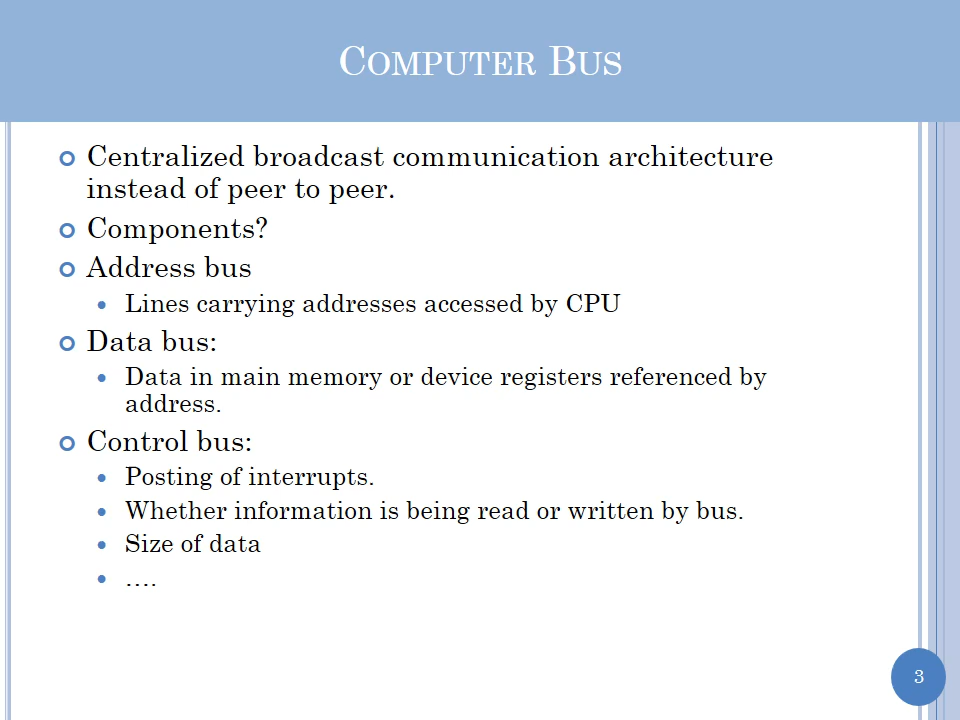 COMPUTER BUS
Centralized broadcast communication architecture
instead of peer to peer.
Components?
Address bus
Lines carrying addresses accessed by CPU
Data bus:
Data in main memory or device registers referenced by
address.
Control bus:
Posting of interrupts.
Whether information is being read or written by bus.
Size of data
....
3